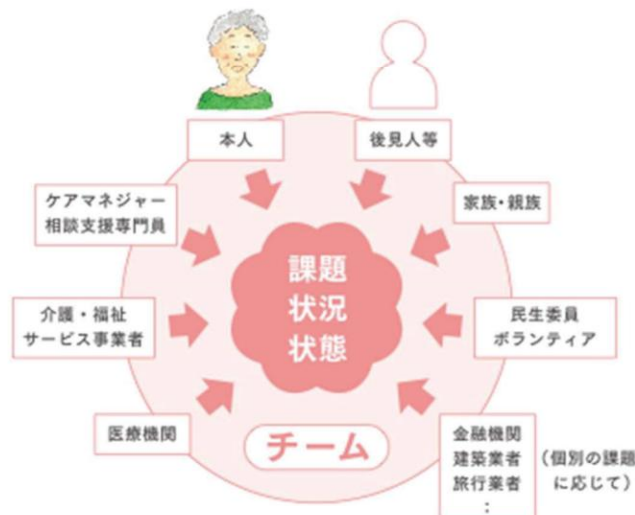 本人
後見人等
ケアマネジャー
相談支援専門員
家族・親族
課題
状況
状態
介護・福祉
サービス事業者
民生委員
ボランティア
医療機関
チーム
金融機関
建築業者
旅行業者
：
（個別の課題
に応じて）